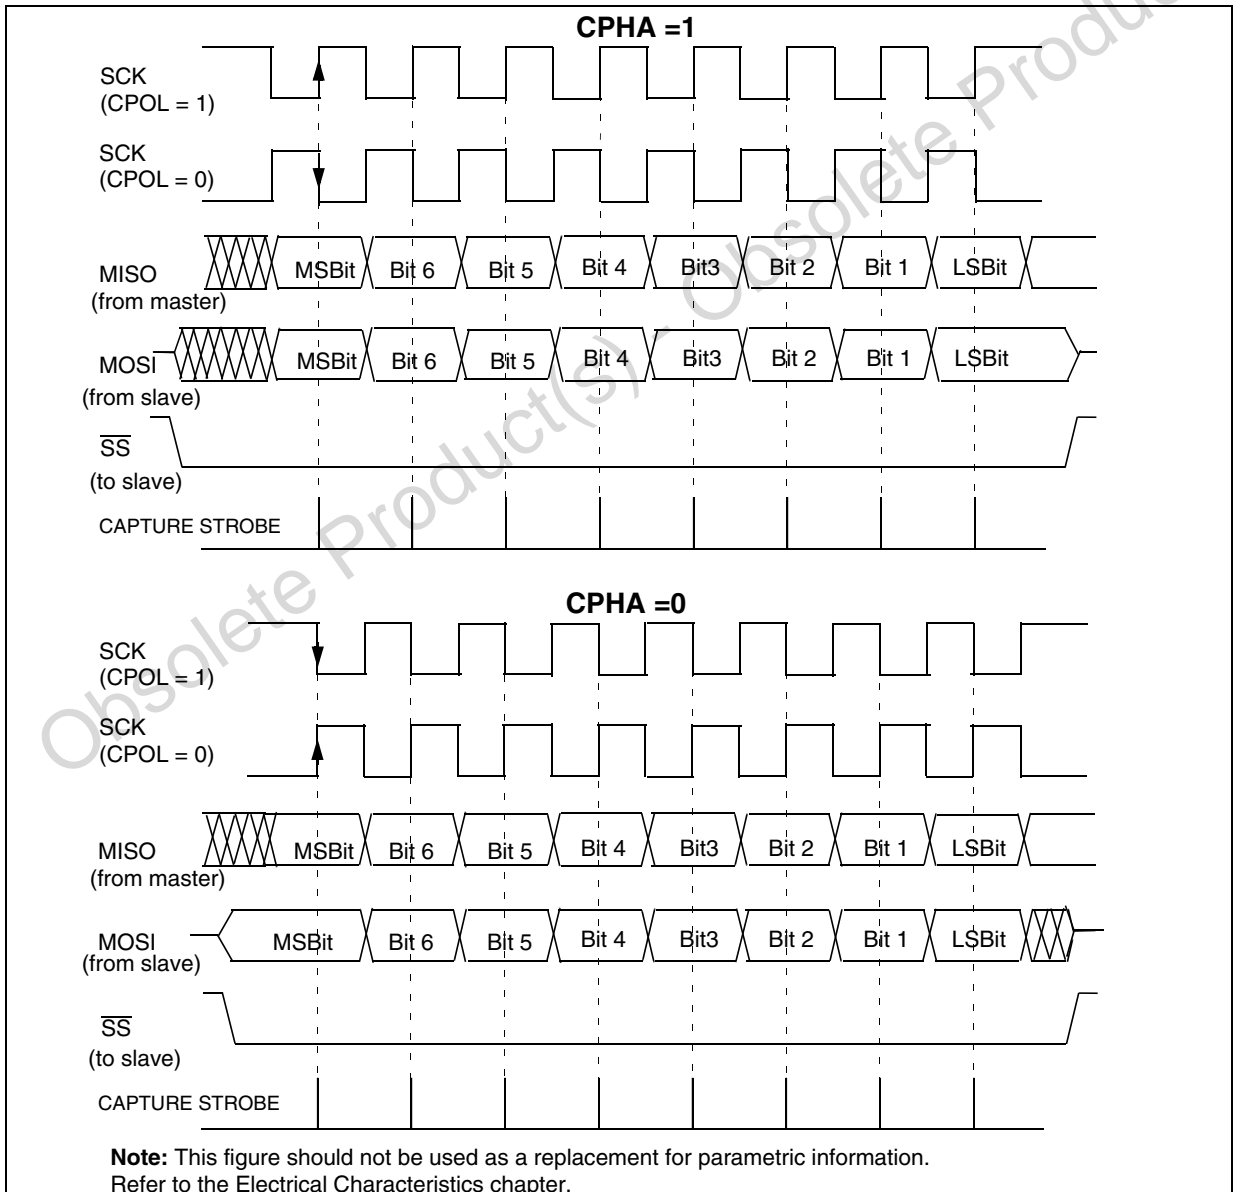 CPHA =1
SCK
(CPOL = 1)
SCK
(CPOL = 0)
MISO
(from master)
MSBit Bit 6 Bit 5 Bit 4 Bit3 Bit 2 Bit 1 LSBit
MOSI
(from slave)
MSBit Bit 6 Bit 5 Bit 4 Bit3 Bit 2 Bit 1 LSBit
SS
(to slave)
CAPTURE STROBE
CPHA =0
SCK
(CPOL = 1)
SCK
(CPOL = 0)
MISO
(from master)
MSBit Bit 6 Bit 5 Bit 4 Bit3 Bit 2 Bit 1 LSBit
MOSI
(from slave)
MSBit Bit 6 Bit 5 Bit 4 Bit3 Bit 2 Bit 1 LSBit
SS
(to slave)
CAPTURE STROBE
Note: This figure should not be used as a replacement for parametric information.
Refer to the Electrical Characteristics chapter.
Obsolete Product(s) - Obsolete Produc